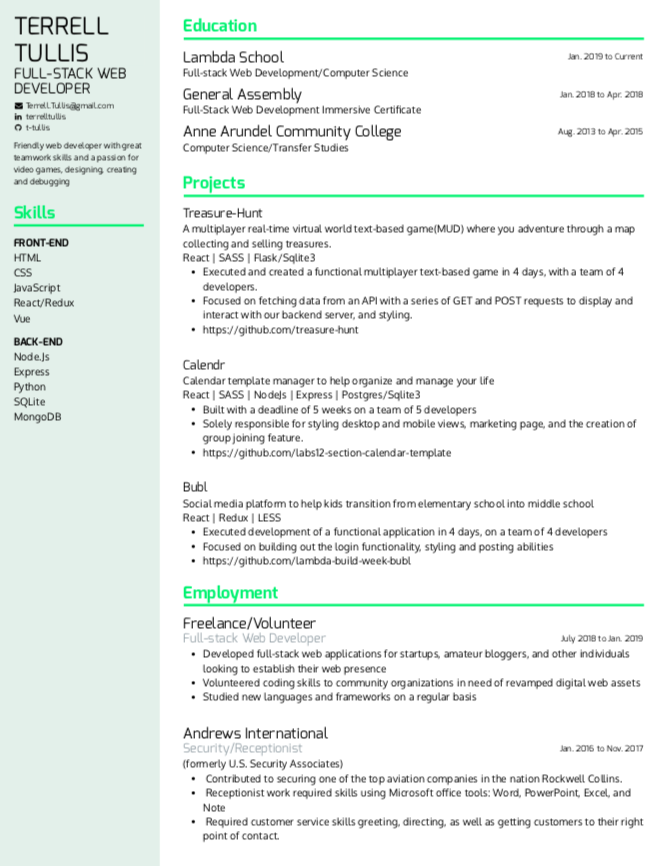 TERRELL
TULLIS
FULL-STACK WEB
DEVELOPER
Terrell.Tullis@gmail.com
terrelltullis
t-tullis
Friendly web developer with great
teamwork skills and a passion for
video games, designing, creating
and debugging
Skills
FRONT-END
HTML
CSS
JavaScript
React/Redux
Vue
BACK-END
Node.Js
Express
Python
SQLite
MongoDB
Education
Lambda School Jan. 2019 to Current
Full-stack Web Development/Computer Science
General Assembly Jan. 2018 to Apr. 2018
Full-Stack Web Development Immersive Certificate
Anne Arundel Community College Aug. 2013 to Apr. 2015
Computer Science/Transfer Studies
Projects
Treasure-Hunt
A multiplayer real-time virtual world text-based game(MUD) where you adventure through a map
collecting and selling treasures.
React | SASS | Flask/Sqlite3
• Executed and created a functional multiplayer text-based game in 4 days, with a team of 4
developers.
• Focused on fetching data from an API with a series of GET and POST requests to display and
interact with our backend server, and styling.
• https://github.com/treasure-hunt
Calendr
Calendar template manager to help organize and manage your life
React | SASS | NodeJs | Express | Postgres/Sqlite3
• Built with a deadline of 5 weeks on a team of 5 developers
• Solely responsible for styling desktop and mobile views, marketing page, and the creation of
group joining feature.
• https://github.com/labs12-section-calendar-template
Bubl
Social media platform to help kids transition from elementary school into middle school
React | Redux | LESS
• Executed development of a functional application in 4 days, on a team of 4 developers
• Focused on building out the login functionality, styling and posting abilities
• https://github.com/lambda-build-week-bubl
Employment
Freelance/Volunteer
Full-stack Web Developer July 2018 to Jan. 2019
• Developed full-stack web applications for startups, amateur bloggers, and other individuals
looking to establish their web presence
• Volunteered coding skills to community organizations in need of revamped digital web assets
• Studied new languages and frameworks on a regular basis
Andrews International
Security/Receptionist Jan. 2016 to Nov. 2017
(formerly U.S. Security Associates)
• Contributed to securing one of the top aviation companies in the nation Rockwell Collins.
• Receptionist work required skills using Microsoft office tools: Word, PowerPoint, Excel, and
Note
• Required customer service skills greeting, directing, as well as getting customers to their right
point of contact.